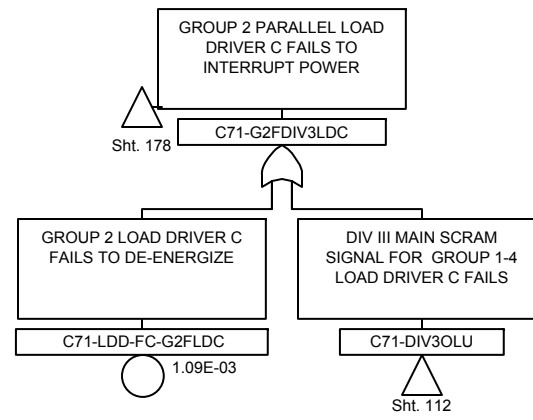 GROUP 2 PARALLEL LOAD
DRIVER C FAILS TO
INTERRUPT POWER
C71-G2FDIV3LDC
Sht. 178
GROUP 2 LOAD DRIVER C
FAILS TO DE-ENERGIZE
C71-LDD-FC-G2FLDC
1.09E-03
DIV III MAIN SCRAM
SIGNAL FOR GROUP 1-4
LOAD DRIVER C FAILS
C71-DIV3OLU
Sht. 112